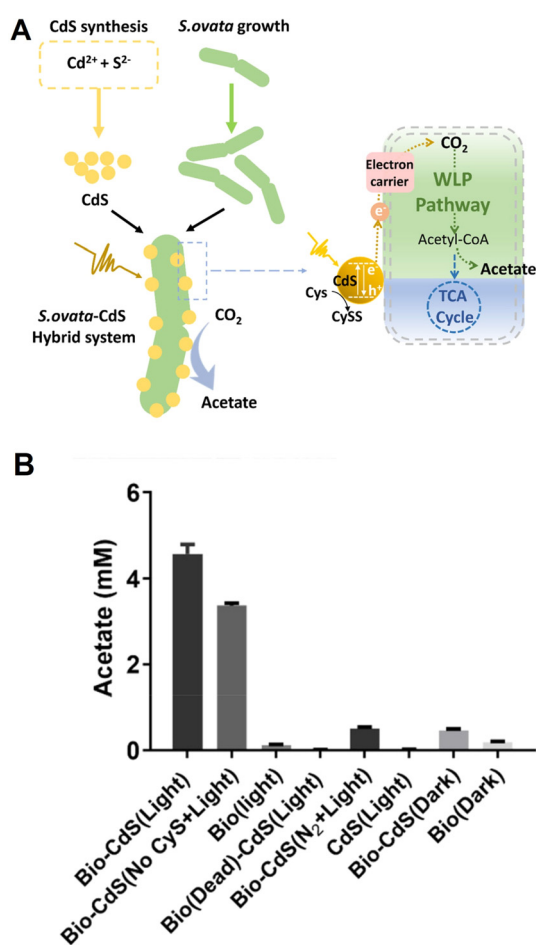 A
CdS synthesis
Cd²⁺ + S²⁻
CdS
S.ovata growth
S.ovata-CdS
Hybrid system
CO₂
Acetate
Cys
CySS
CdS
e⁻
h⁺
e⁻
Electron
carrier
CO₂
WLP
Pathway
Acetyl-CoA
Acetate
TCA
Cycle
B
Acetate (mM)
6
4
2
0
Bio-CdS(Light)
Bio-CdS(No CyS+Light)
Bio(light)
Bio(Dead)-CdS(Light)
Bio-CdS(N₂+Light)
CdS(Light)
Bio-CdS(Dark)
Bio(Dark)